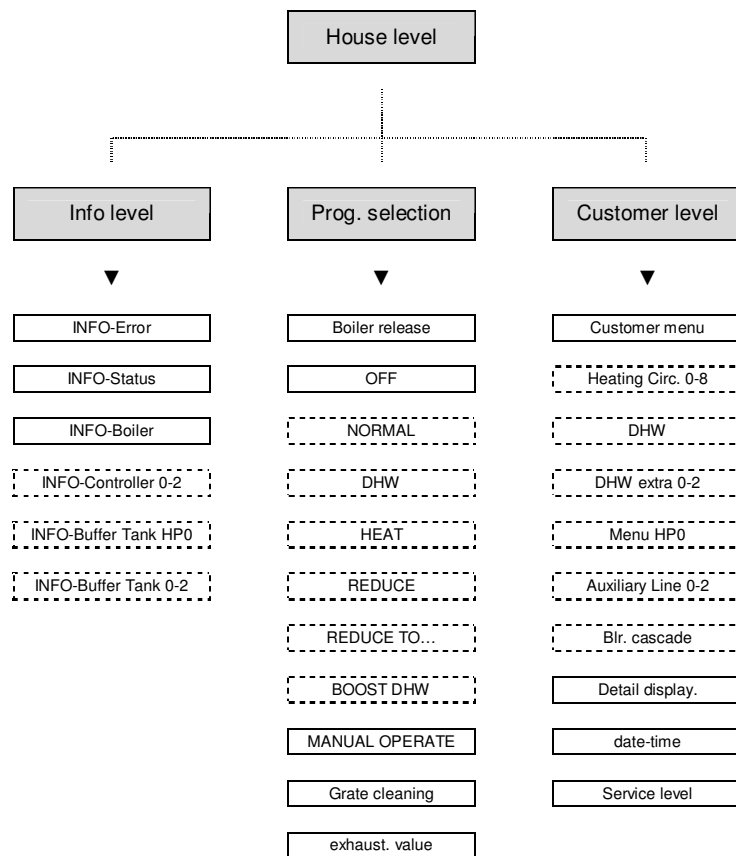 House level
Info level
Prog. selection
Customer level
INFO-Error
INFO-Status
INFO-Boiler
INFO-Controller 0-2
INFO-Buffer Tank HP0
INFO-Buffer Tank 0-2
Boiler release
OFF
NORMAL
DHW
HEAT
REDUCE
REDUCE TO…
BOOST DHW
MANUAL OPERATE
Grate cleaning
exhaust. value
Customer menu
Heating Circ. 0-8
DHW
DHW extra 0-2
Menu HP0
Auxiliary Line 0-2
Blr. cascade
Detail display.
date-time
Service level